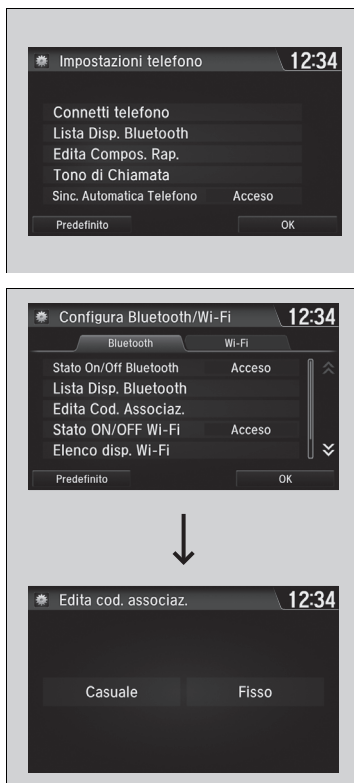 Impostazioni telefono 12:34
Connetti telefono
Lista Disp. Bluetooth
Edita Compos. Rap.
Tono di Chiamata
Sinc. Automatica Telefono Acceso
Predefinito OK
Configura Bluetooth/Wi-Fi 12:34
Bluetooth Wi-Fi
Stato On/Off Bluetooth Acceso
Lista Disp. Bluetooth
Edita Cod. Associaz.
Stato ON/OFF Wi-Fi Acceso
Elenco disp. Wi-Fi
Predefinito OK
Edita cod. associaz. 12:34
Casuale Fisso